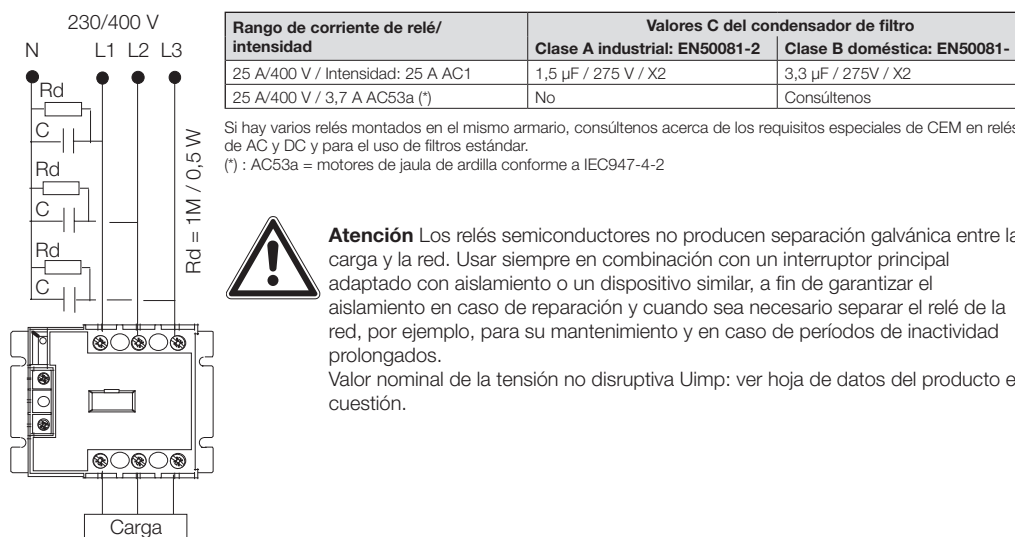 230/400 V
N L1 L2 L3
Rd
C
Rd
C
Rd
C
Rd = 1M / 0,5 W
Carga
Rango de corriente de relé/
intensidad
Valores C del condensador de filtro
Clase A industrial: EN50081-2
Clase B doméstica: EN50081-
25 A/400 V / Intensidad: 25 A AC1
1,5 µF / 275 V / X2
3,3 µF / 275V / X2
25 A/400 V / 3,7 A AC53a (*)
No
Consúltenos
Si hay varios relés montados en el mismo armario, consúltenos acerca de los requisitos especiales de CEM en relés
de AC y DC y para el uso de filtros estándar.
(*) : AC53a = motores de jaula de ardilla conforme a IEC947-4-2
Atención Los relés semiconductores no producen separación galvánica entre la
carga y la red. Usar siempre en combinación con un interruptor principal
adaptado con aislamiento o un dispositivo similar, a fin de garantizar el
aislamiento en caso de reparación y cuando sea necesario separar el relé de la
red, por ejemplo, para su mantenimiento y en caso de períodos de inactividad
prolongados.
Valor nominal de la tensión no disruptiva Uimp: ver hoja de datos del producto e
cuestión.